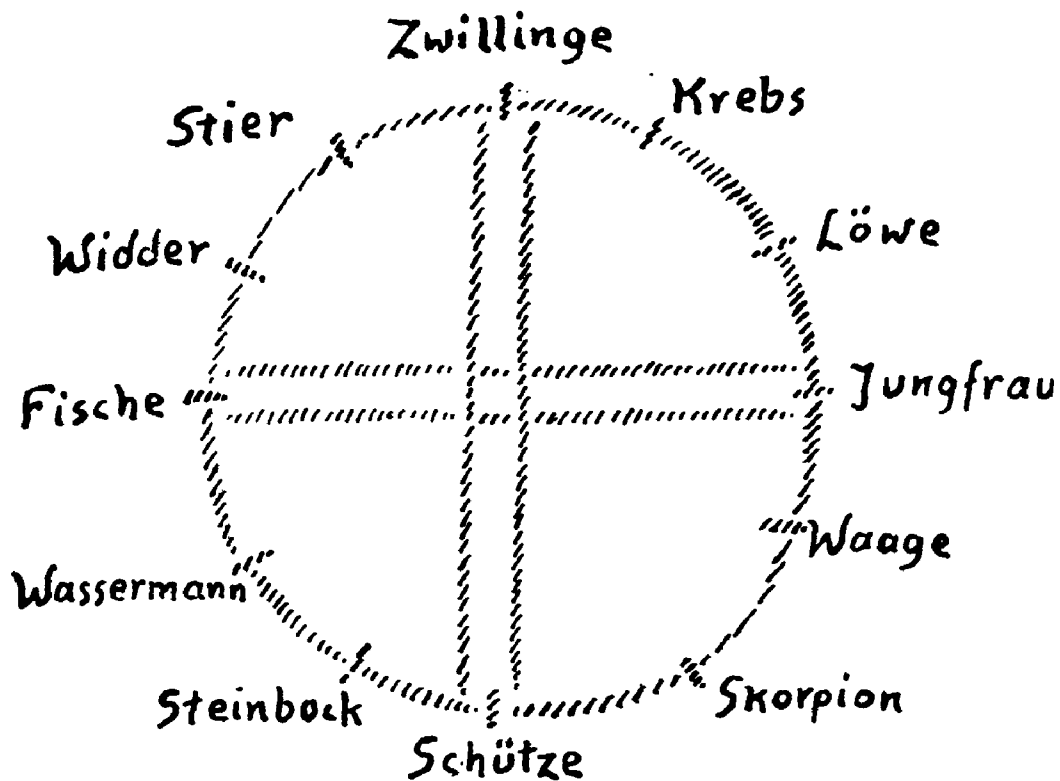 Zwillinge
Krebs
Stier
Löwe
Widder
Jungfrau
Fische
Waage
Wassermann
Skorpion
Steinbock
Schütze